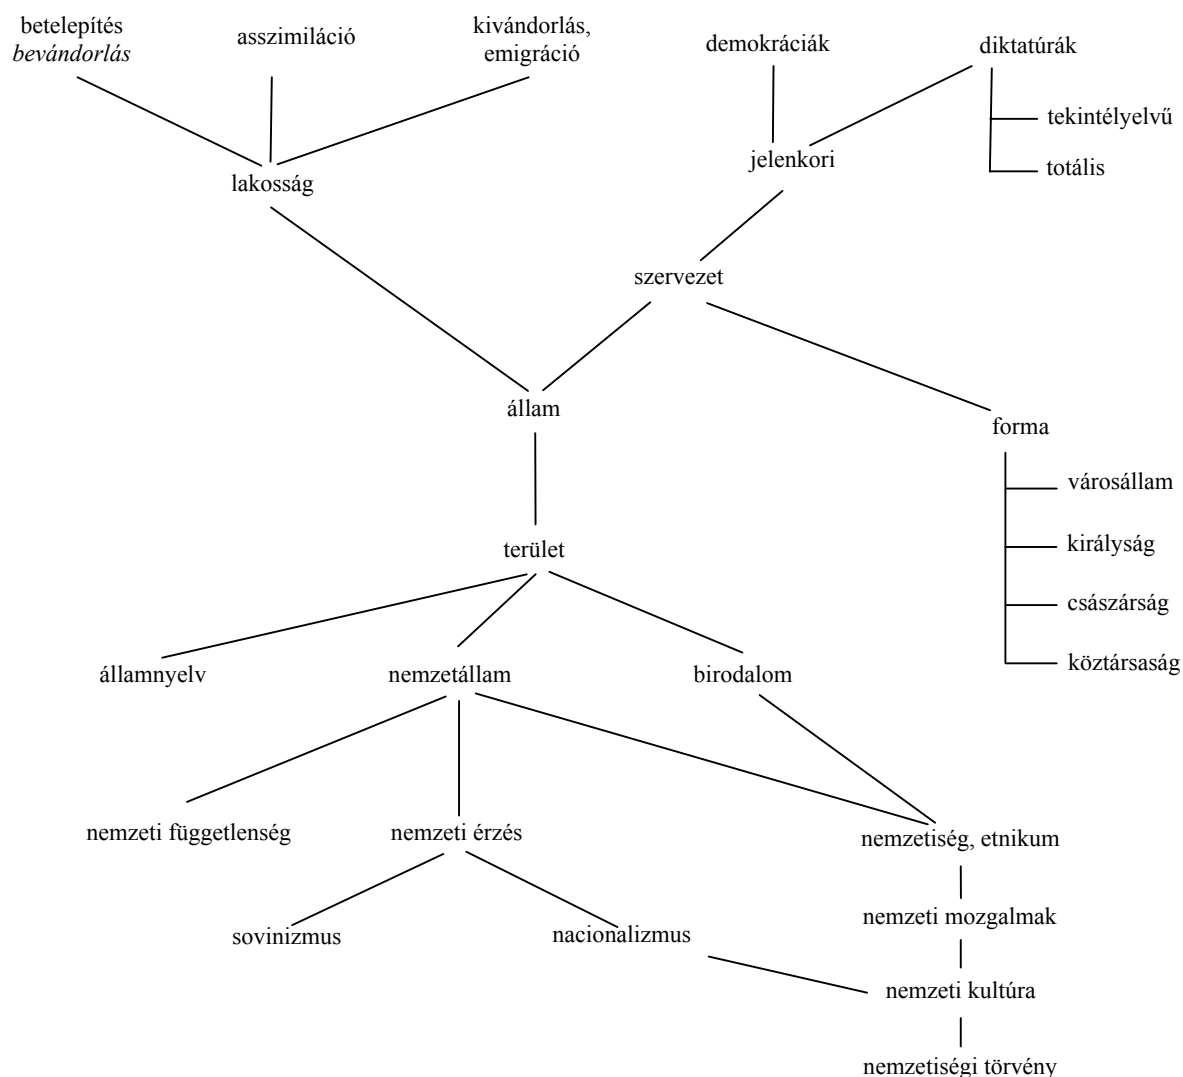 betelepítés
bevándorlás
asszimiláció
kivándorlás,
emigráció
demokráciák
diktatúrák
tekintélyelvű
totális
jelenkori
lakosság
szervezet
állam
forma
városállam
királyság
császárság
köztársaság
terület
államnyelv
nemzetállam
birodalom
nemzeti függetlenség
nemzeti érzés
nemzetiség, etnikum
sovinizmus
nacionalizmus
nemzeti mozgalmak
nemzeti kultúra
nemzetiségi törvény